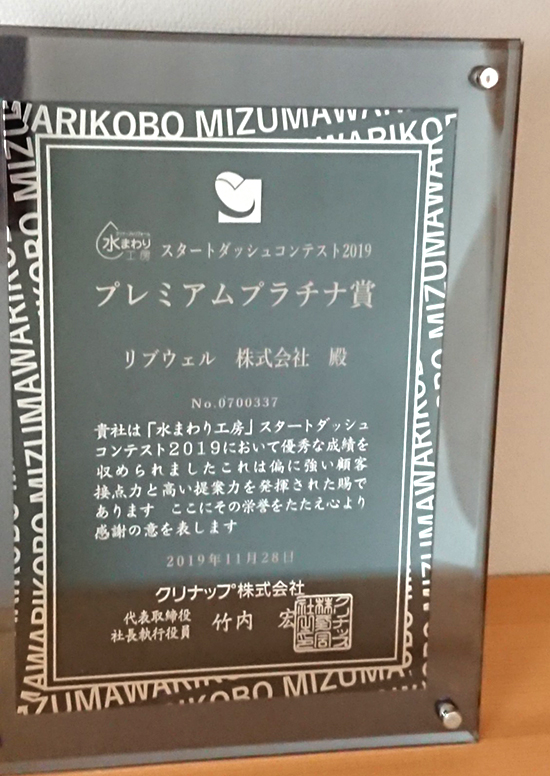 WARIKOBO MIZUMAWARIKOBO
水まわり工房 スタートダッシュコンテスト2019
プレミアムプラチナ賞
リブウェル 株式会社 殿
No.0700337
貴社は「水まわり工房」スタートダッシュ
コンテスト2019において優秀な成績を
収められましたこれは偏に強い顧客
接点力と高い提案力を発揮された賜で
あります ここにその栄誉をたたえ心より
感謝の意を表します
2019年11月28日
クリナップ株式会社
代表取締役
社長執行役員 竹内 宏
ZUMAWARIKOBO MIZUMAWA